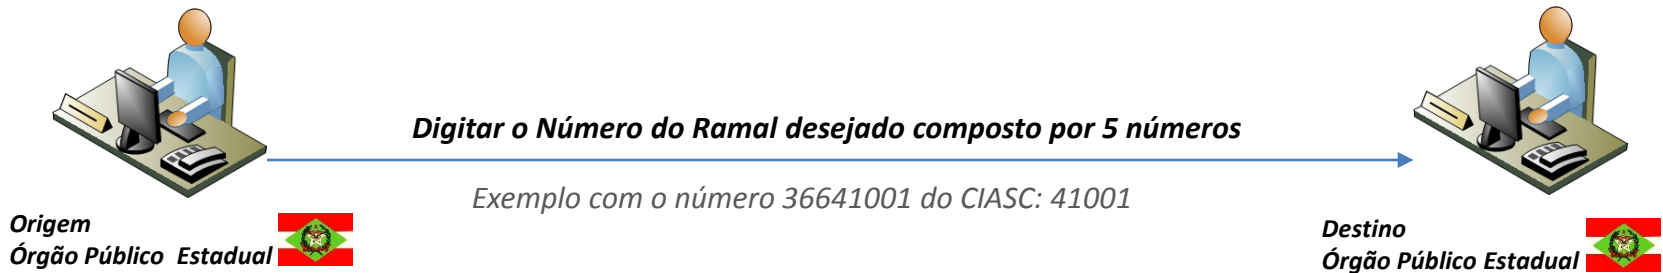 Digitar o Número do Ramal desejado composto por 5 números
Exemplo com o número 36641001 do CIASC: 41001
Origem
Órgão Público Estadual
Destino
Órgão Público Estadual